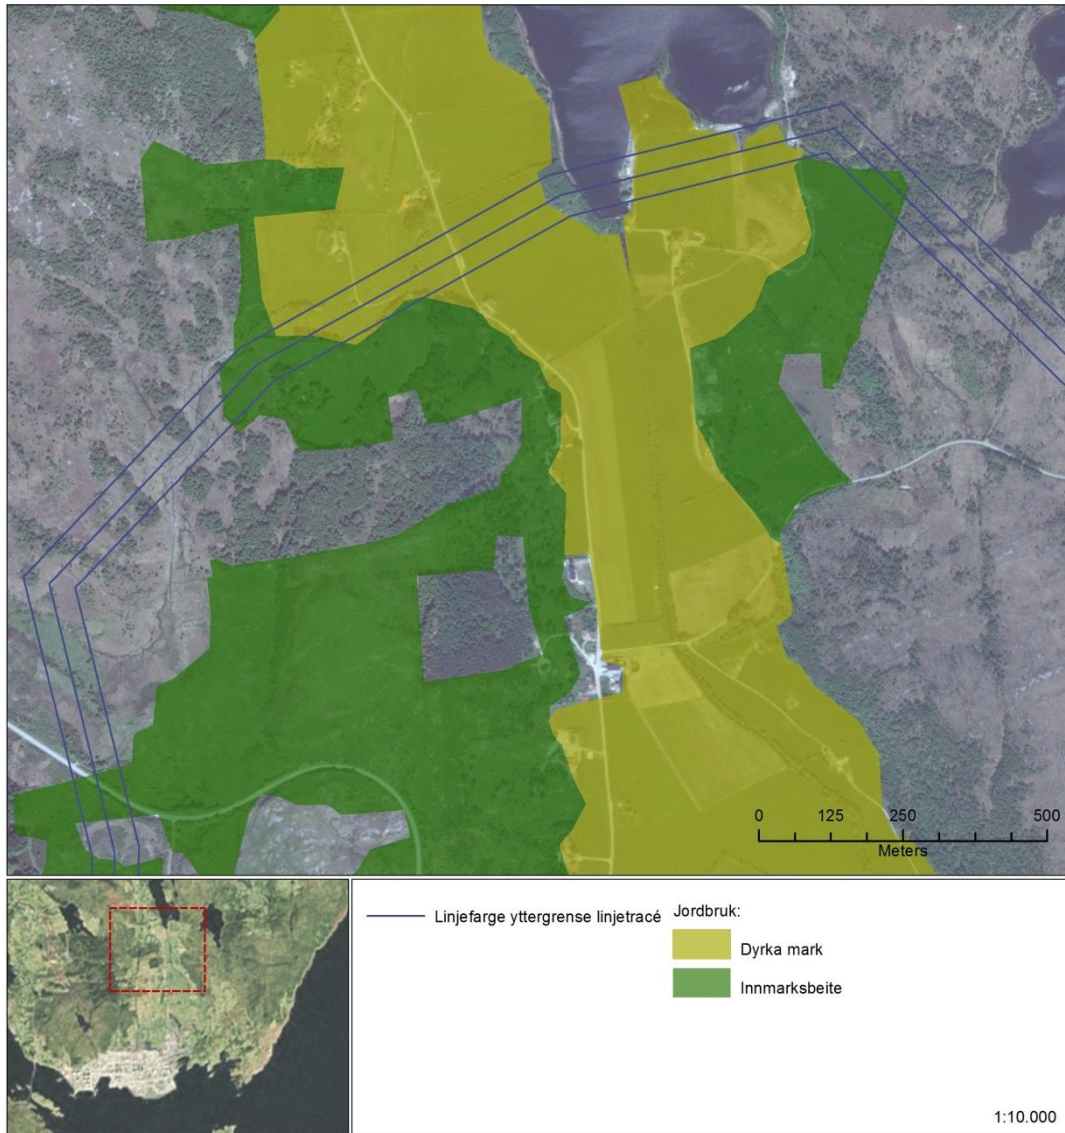 0 125 250 500
Meters
Linjefarge yttergrense linjetracé
Jordbruk:
Dyrka mark
Innmarksbeite
1:10.000